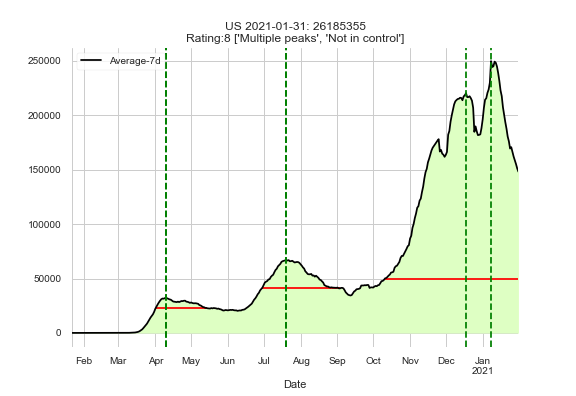 US 2021-01-31: 26185355
Rating:8 ['Multiple peaks', 'Not in control']
Average-7d
250000
200000
150000
100000
50000
0
Feb Mar Apr May Jun Jul Aug Sep Oct Nov Dec Jan
2021
Date